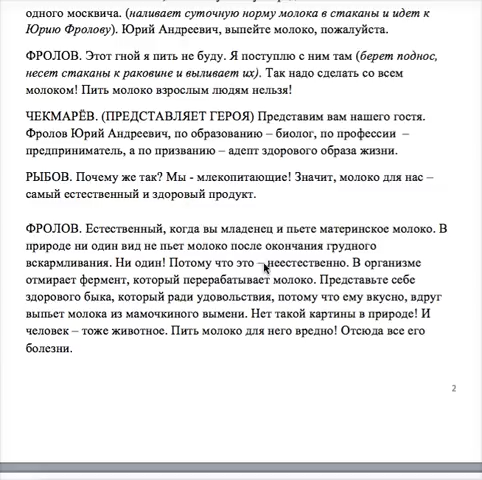 одного москвича. (наливает суточную норму молока в стаканы и идет к
Юрию Фролову). Юрий Андреевич, выпейте молоко, пожалуйста.
ФРОЛОВ. Этот гной я пить не буду. Я поступлю с ним там (берет поднос,
несет стаканы к раковине и выливает их). Так надо сделать со всем
молоком! Пить молоко взрослым людям нельзя!
ЧЕКМАРЁВ. (ПРЕДСТАВЛЯЕТ ГЕРОЯ) Представим вам нашего гостя.
Фролов Юрий Андреевич, по образованию – биолог, по профессии –
предприниматель, а по призванию – адепт здорового образа жизни.
РЫБОВ. Почему же так? Мы - млекопитающие! Значит, молоко для нас –
самый естественный и здоровый продукт.
ФРОЛОВ. Естественный, когда вы младенец и пьете материнское молоко. В
природе ни один вид не пьет молоко после окончания грудного
вскармливания. Ни один! Потому что это – неестественно. В организме
отмирает фермент, который перерабатывает молоко. Представьте себе
здорового быка, который ради удовольствия, потому что ему вкусно, вдруг
выпьет молока из мамочкиного вымени. Нет такой картины в природе! И
человек – тоже животное. Пить молоко для него вредно! Отсюда все его
болезни.
2